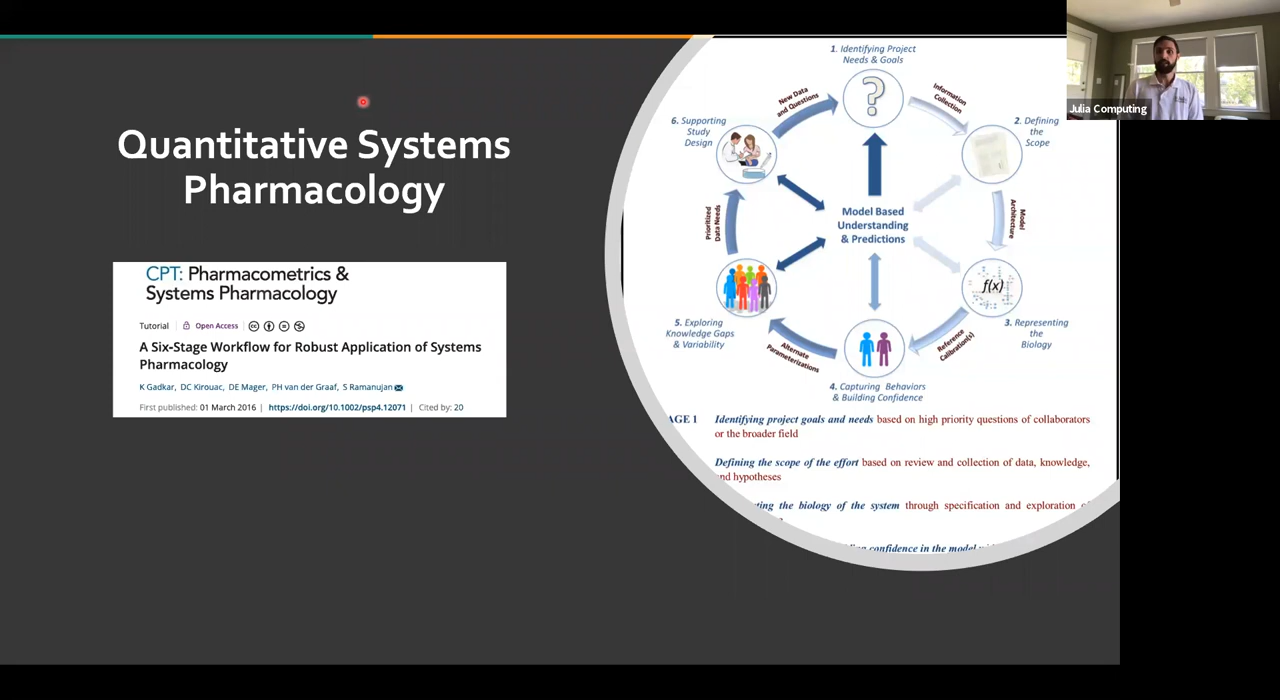 Quantitative Systems
Pharmacology
CPT: Pharmacometrics &
Systems Pharmacology
Tutorial
Open Access
A Six-Stage Workflow for Robust Application of Systems
Pharmacology
K Gadkar, DC Kirouac, DE Mager, PH van der Graaf, S Ramanujan
First published: 01 March 2016 | https://doi.org/10.1002/psp4.12071 | Cited by: 20
1. Identifying Project
Needs & Goals
Information
Collection
2. Defining
the
Scope
Model
Architecture
f(x)
3. Representing
the
Biology
Reference
Calibration(s)
4. Capturing Behaviors
& Building Confidence
Alternate
Parameterizations
5. Exploring
Knowledge Gaps
& Variability
Prioritized
Data Needs
6. Supporting
Study
Design
New Data
and Questions
?
Model Based
Understanding
& Predictions
AGE 1
Identifying project goals and needs based on high priority questions of collaborators
or the broader field
Defining the scope of the effort based on review and collection of data, knowledge,
and hypotheses
ting the biology of the system through specification and exploration of
confidence in the model
Julia Computing